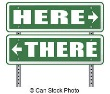 HERE →
← THERE
© Can Stock Photo